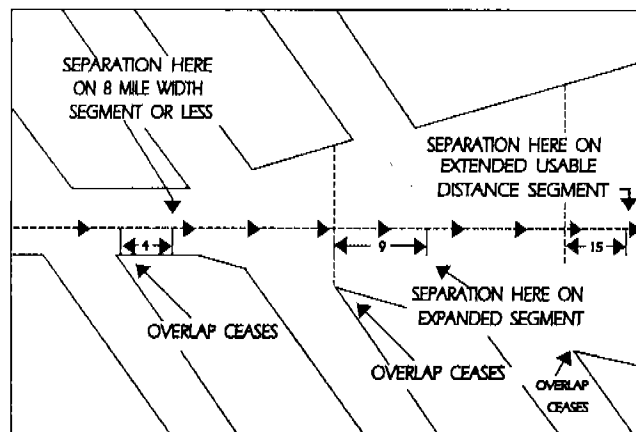 SEPARATION HERE
ON 8 MILE WIDTH
SEGMENT OR LESS
SEPARATION HERE ON
EXTENDED USABLE
DISTANCE SEGMENT
4
9
15
OVERLAP CEASES
SEPARATION HERE ON
EXPANDED SEGMENT
OVERLAP CEASES
OVERLAP
CEASES